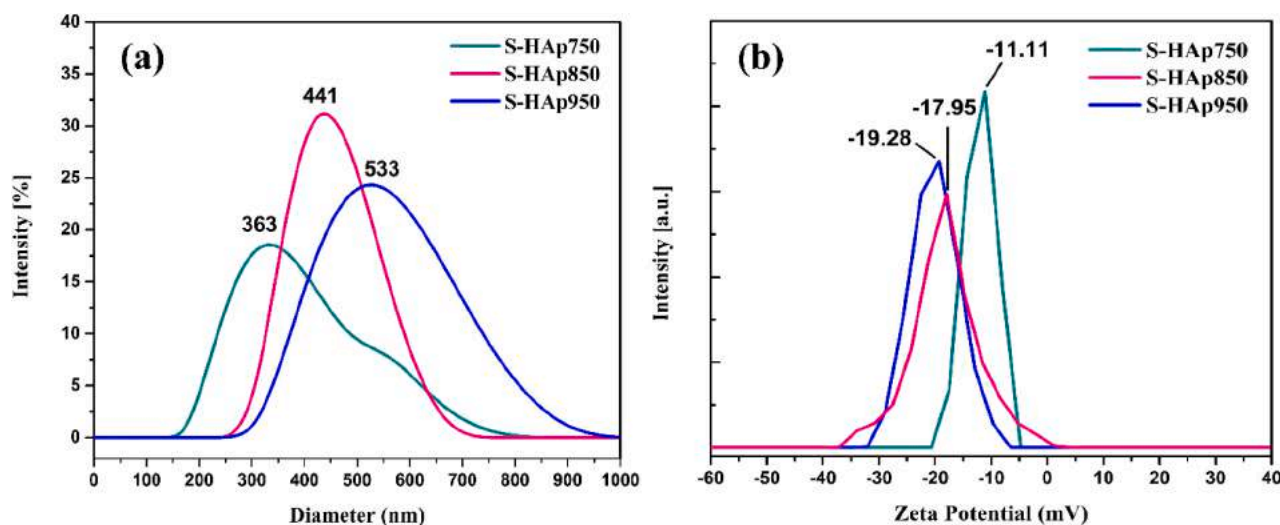 (a)
S-HAp750
S-HAp850
S-HAp950
441
533
363
Intensity [%]
40
35
30
25
20
15
10
5
0
0 100 200 300 400 500 600 700 800 900 1000
Diameter (nm)
(b)
-11.11
S-HAp750
S-HAp850
S-HAp950
-17.95
-19.28
Intensity [a.u.]
-60 -50 -40 -30 -20 -10 0 10 20 30 40
Zeta Potential (mV)